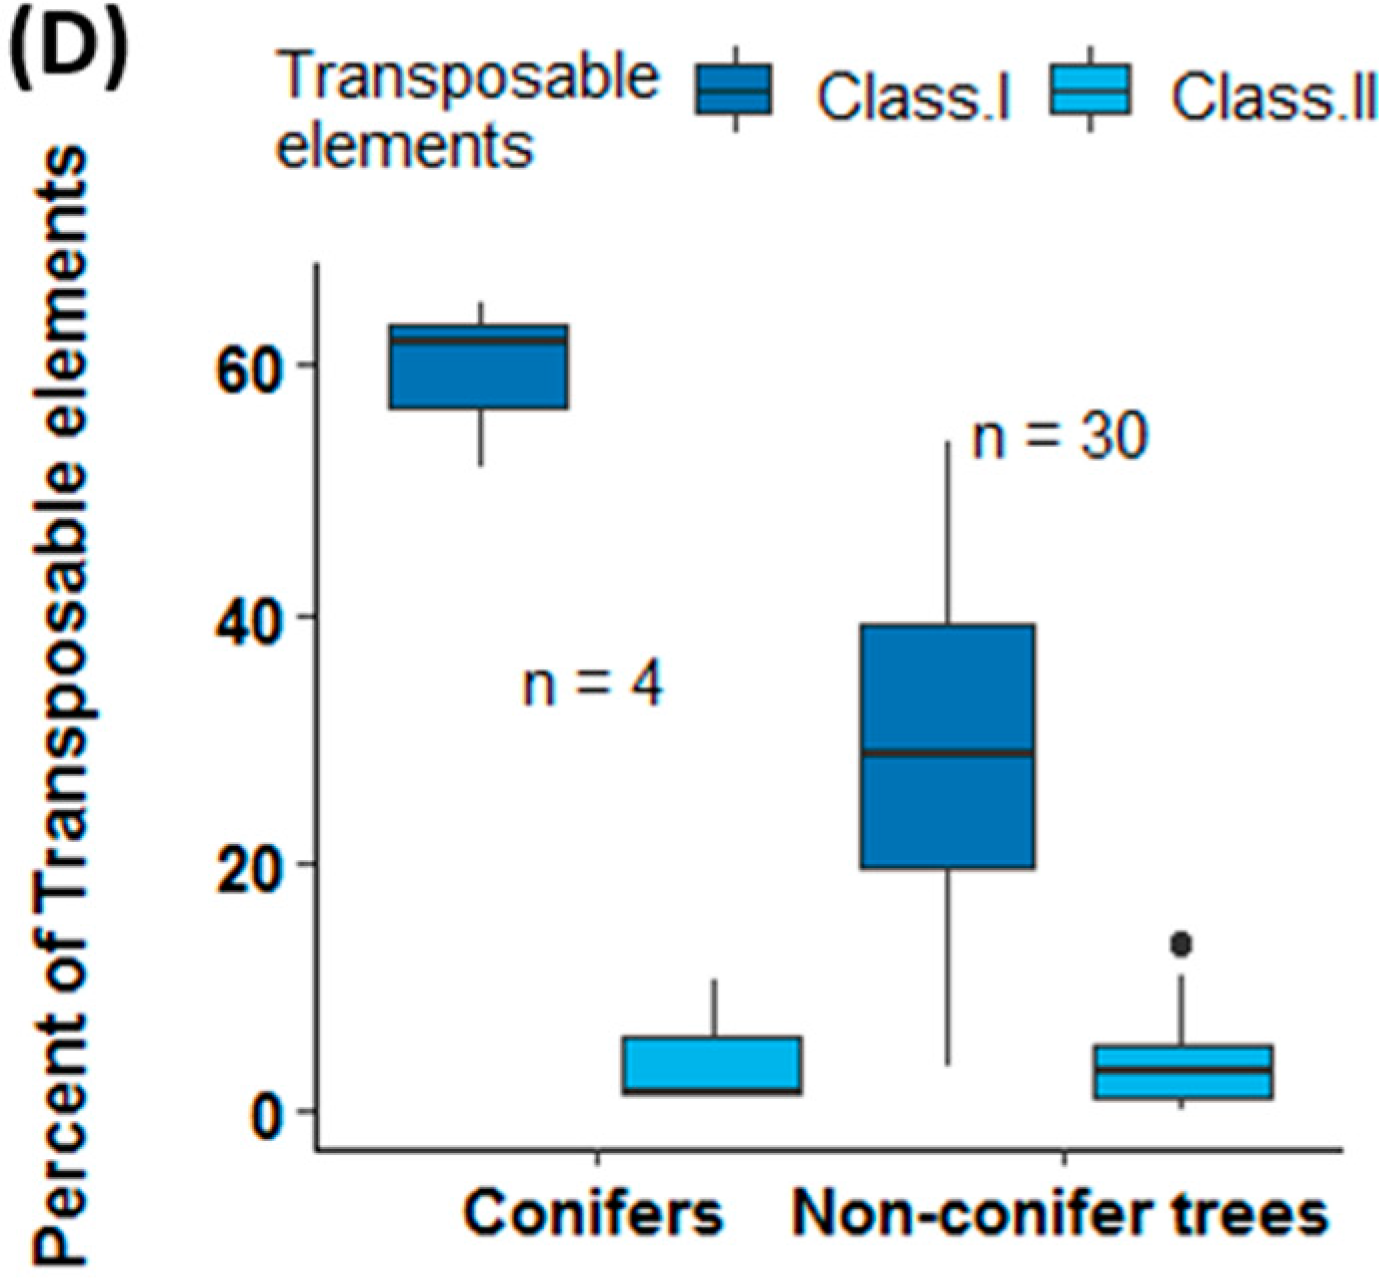 (D)
Transposable
elements
Class.I
Class.II
Percent of Transposable elements
60
40
20
0
n = 4
n = 30
Conifers
Non-conifer trees